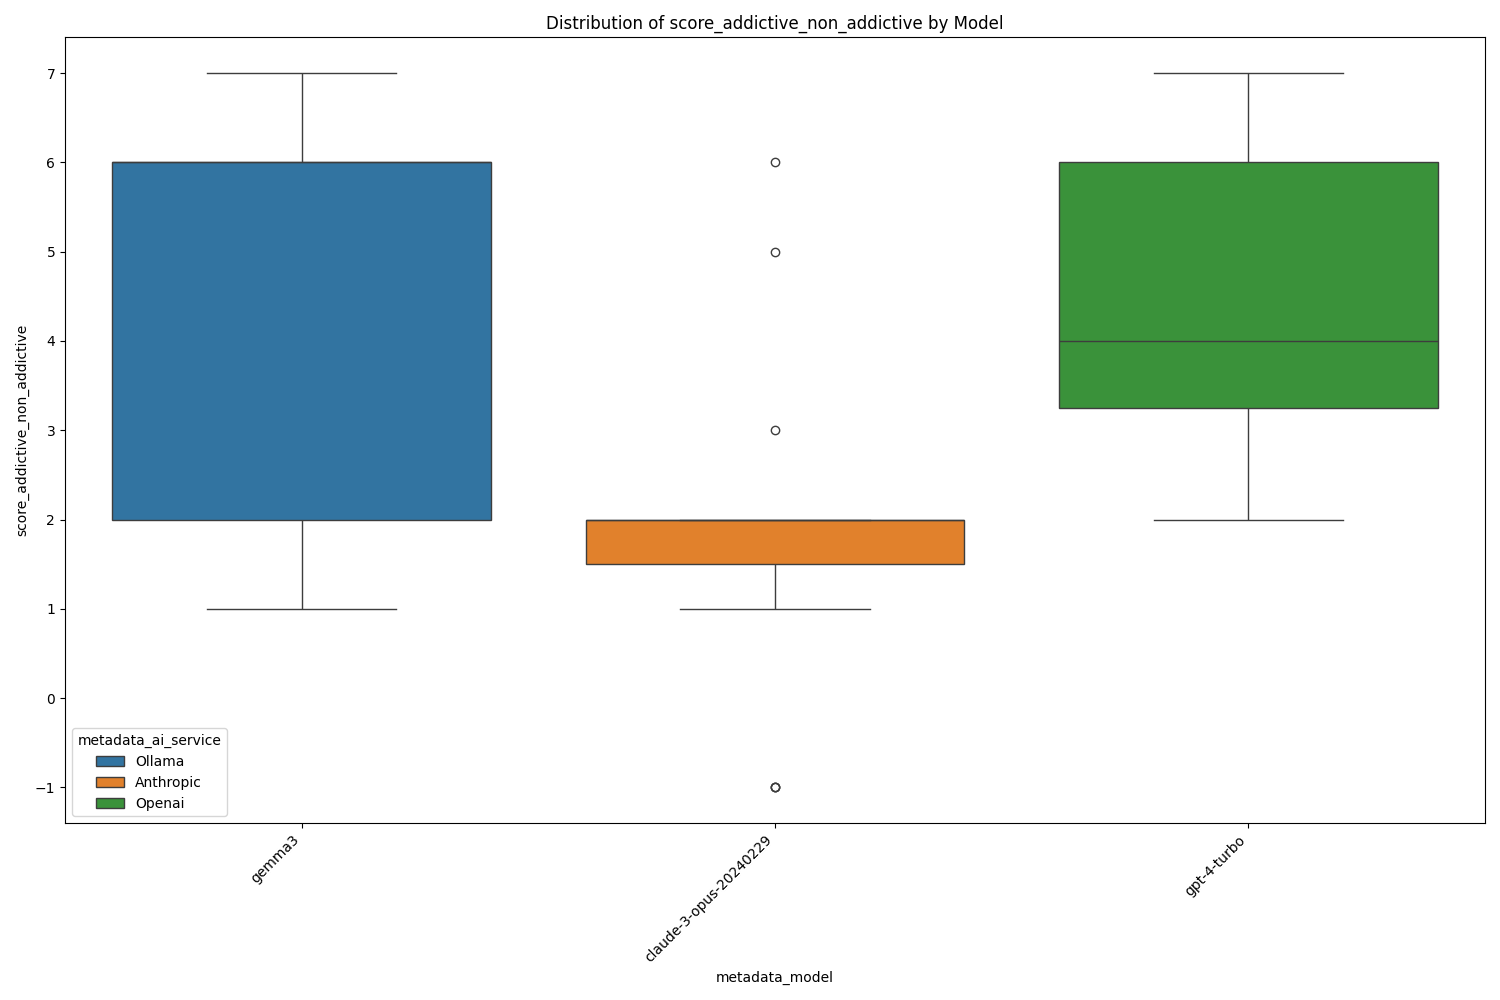 Distribution of score_addictive_non_addictive by Model
score_addictive_non_addictive
7
6
5
4
3
2
1
0
−1
metadata_ai_service
Ollama
Anthropic
Openai
gemma3
claude-3-opus-20240229
gpt-4-turbo
metadata_model